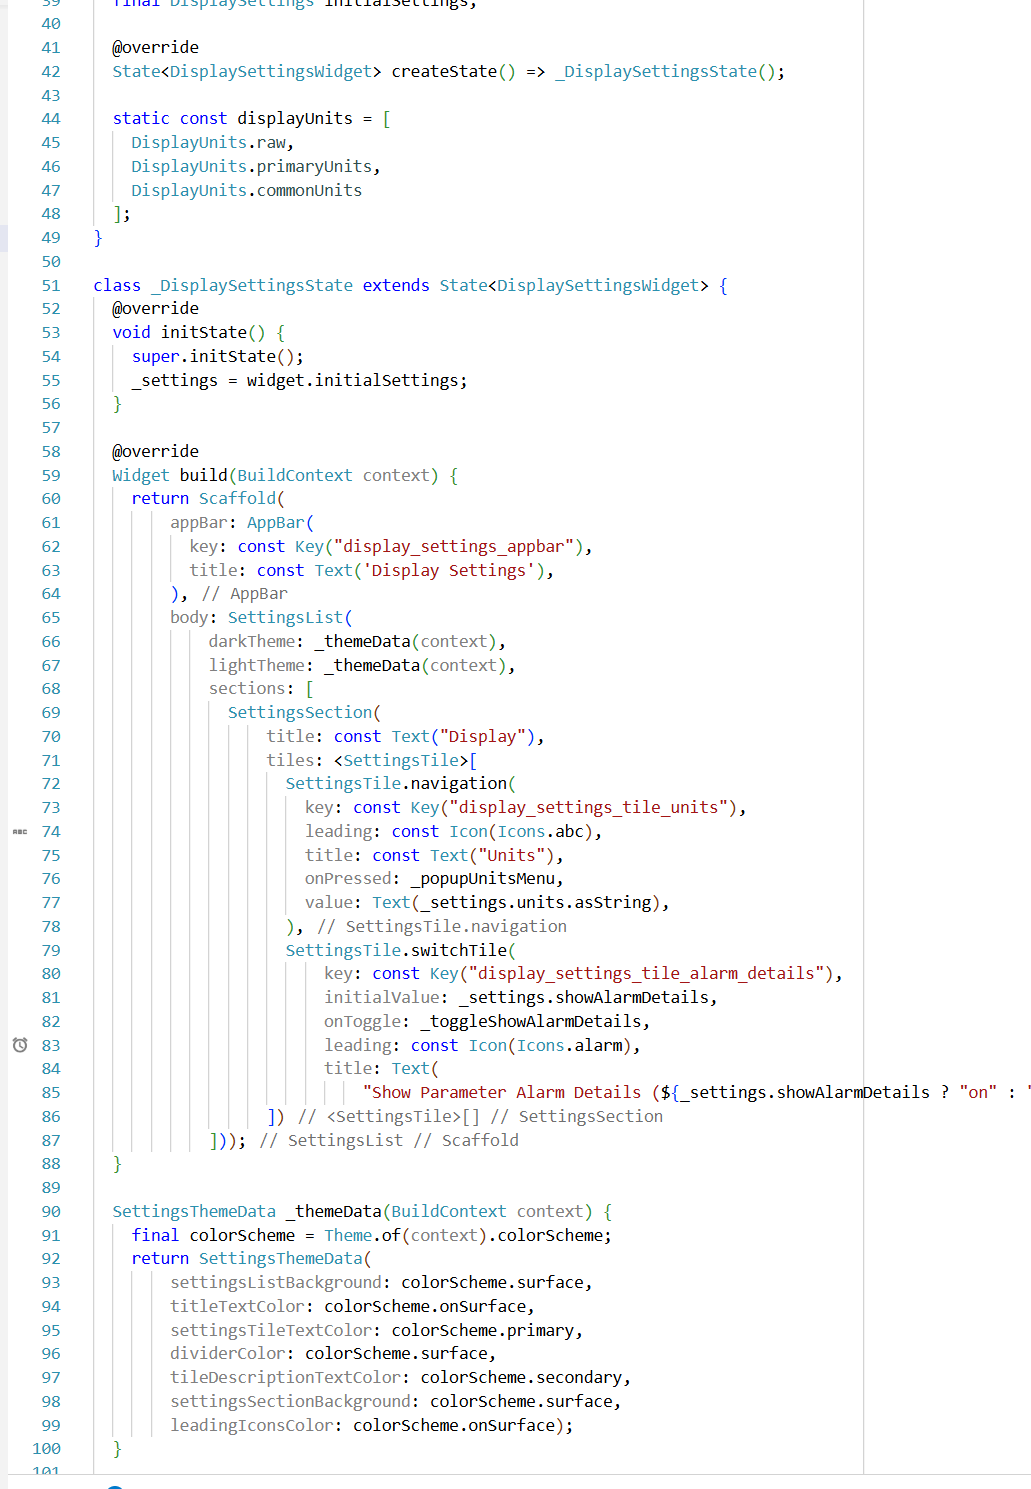 39 final DisplaySettings initialSettings;
40
41 @override
42 State<DisplaySettingsWidget> createState() => _DisplaySettingsState();
43
44 static const displayUnits = [
45 DisplayUnits.raw,
46 DisplayUnits.primaryUnits,
47 DisplayUnits.commonUnits
48 ];
49 }
50
51 class _DisplaySettingsState extends State<DisplaySettingsWidget> {
52 @override
53 void initState() {
54 super.initState();
55 _settings = widget.initialSettings;
56 }
57
58 @override
59 Widget build(BuildContext context) {
60 return Scaffold(
61 appBar: AppBar(
62 key: const Key("display_settings_appbar"),
63 title: const Text('Display Settings'),
64 ), // AppBar
65 body: SettingsList(
66 darkTheme: _themeData(context),
67 lightTheme: _themeData(context),
68 sections: [
69 SettingsSection(
70 title: const Text("Display"),
71 tiles: <SettingsTile>[
72 SettingsTile.navigation(
73 key: const Key("display_settings_tile_units"),
ABC 74 leading: const Icon(Icons.abc),
75 title: const Text("Units"),
76 onPressed: _popupUnitsMenu,
77 value: Text(_settings.units.asString),
78 ), // SettingsTile.navigation
79 SettingsTile.switchTile(
80 key: const Key("display_settings_tile_alarm_details"),
81 initialValue: _settings.showAlarmDetails,
82 onToggle: _toggleShowAlarmDetails,
83 leading: const Icon(Icons.alarm),
84 title: Text(
85 "Show Parameter Alarm Details (${_settings.showAlarmDetails ? "on" : "
86 ]) // <SettingsTile>[] // SettingsSection
87 ])); // SettingsList // Scaffold
88 }
89
90 SettingsThemeData _themeData(BuildContext context) {
91 final colorScheme = Theme.of(context).colorScheme;
92 return SettingsThemeData(
93 settingsListBackground: colorScheme.surface,
94 titleTextColor: colorScheme.onSurface,
95 settingsTileTextColor: colorScheme.primary,
96 dividerColor: colorScheme.surface,
97 tileDescriptionTextColor: colorScheme.secondary,
98 settingsSectionBackground: colorScheme.surface,
99 leadingIconsColor: colorScheme.onSurface);
100 }
101